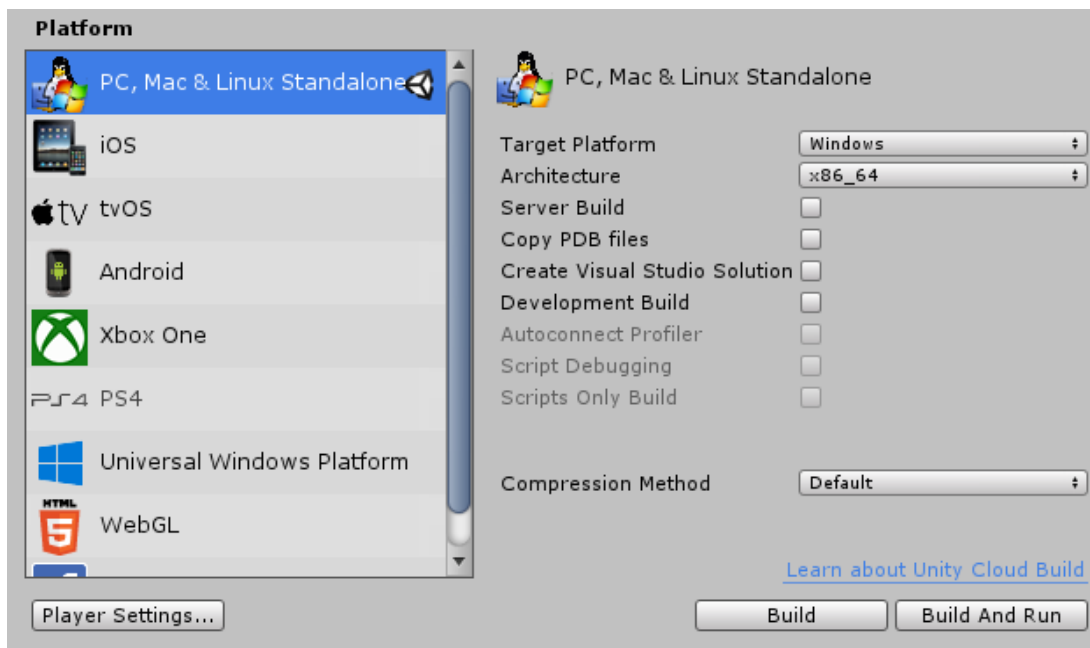 Platform
PC, Mac & Linux Standalone
iOS
tv tvOS
Android
Xbox One
PS4 PS4
Universal Windows Platform
HTML
5 WebGL
Player Settings...
PC, Mac & Linux Standalone
Target Platform Windows
Architecture x86_64
Server Build
Copy PDB files
Create Visual Studio Solution
Development Build
Autoconnect Profiler
Script Debugging
Scripts Only Build
Compression Method Default
Learn about Unity Cloud Build
Build Build And Run